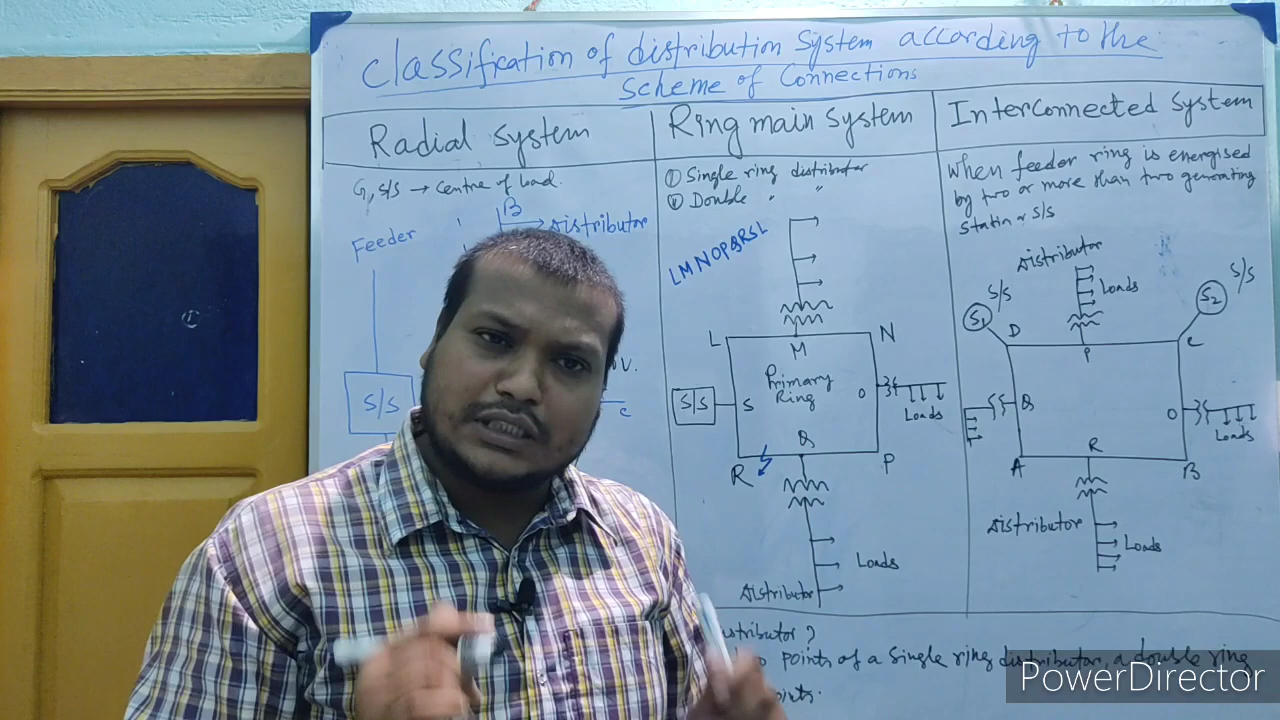 Classification of distribution System according to the
Scheme of Connections
Radial system
Ring main System
Interconnected System
G, S/S → Centre of load.
Feeder
B
Distributor
S/S
V.
C
① Single ring distributor
② Double "
LMNOPQRSL
L
M
N
Primary
Ring
S/S
S
O
Loads
Q
R
P
Loads
Distributor
When feeder ring is energised
by two or more than two generating
statin or S/S
Distributor
Loads
S/S
S1
D
S/S
S2
P
C
Q
O
Loads
A
R
B
Distributor
Loads
istributor?
points of a single ring distributor, a double ring
ints.
PowerDirector